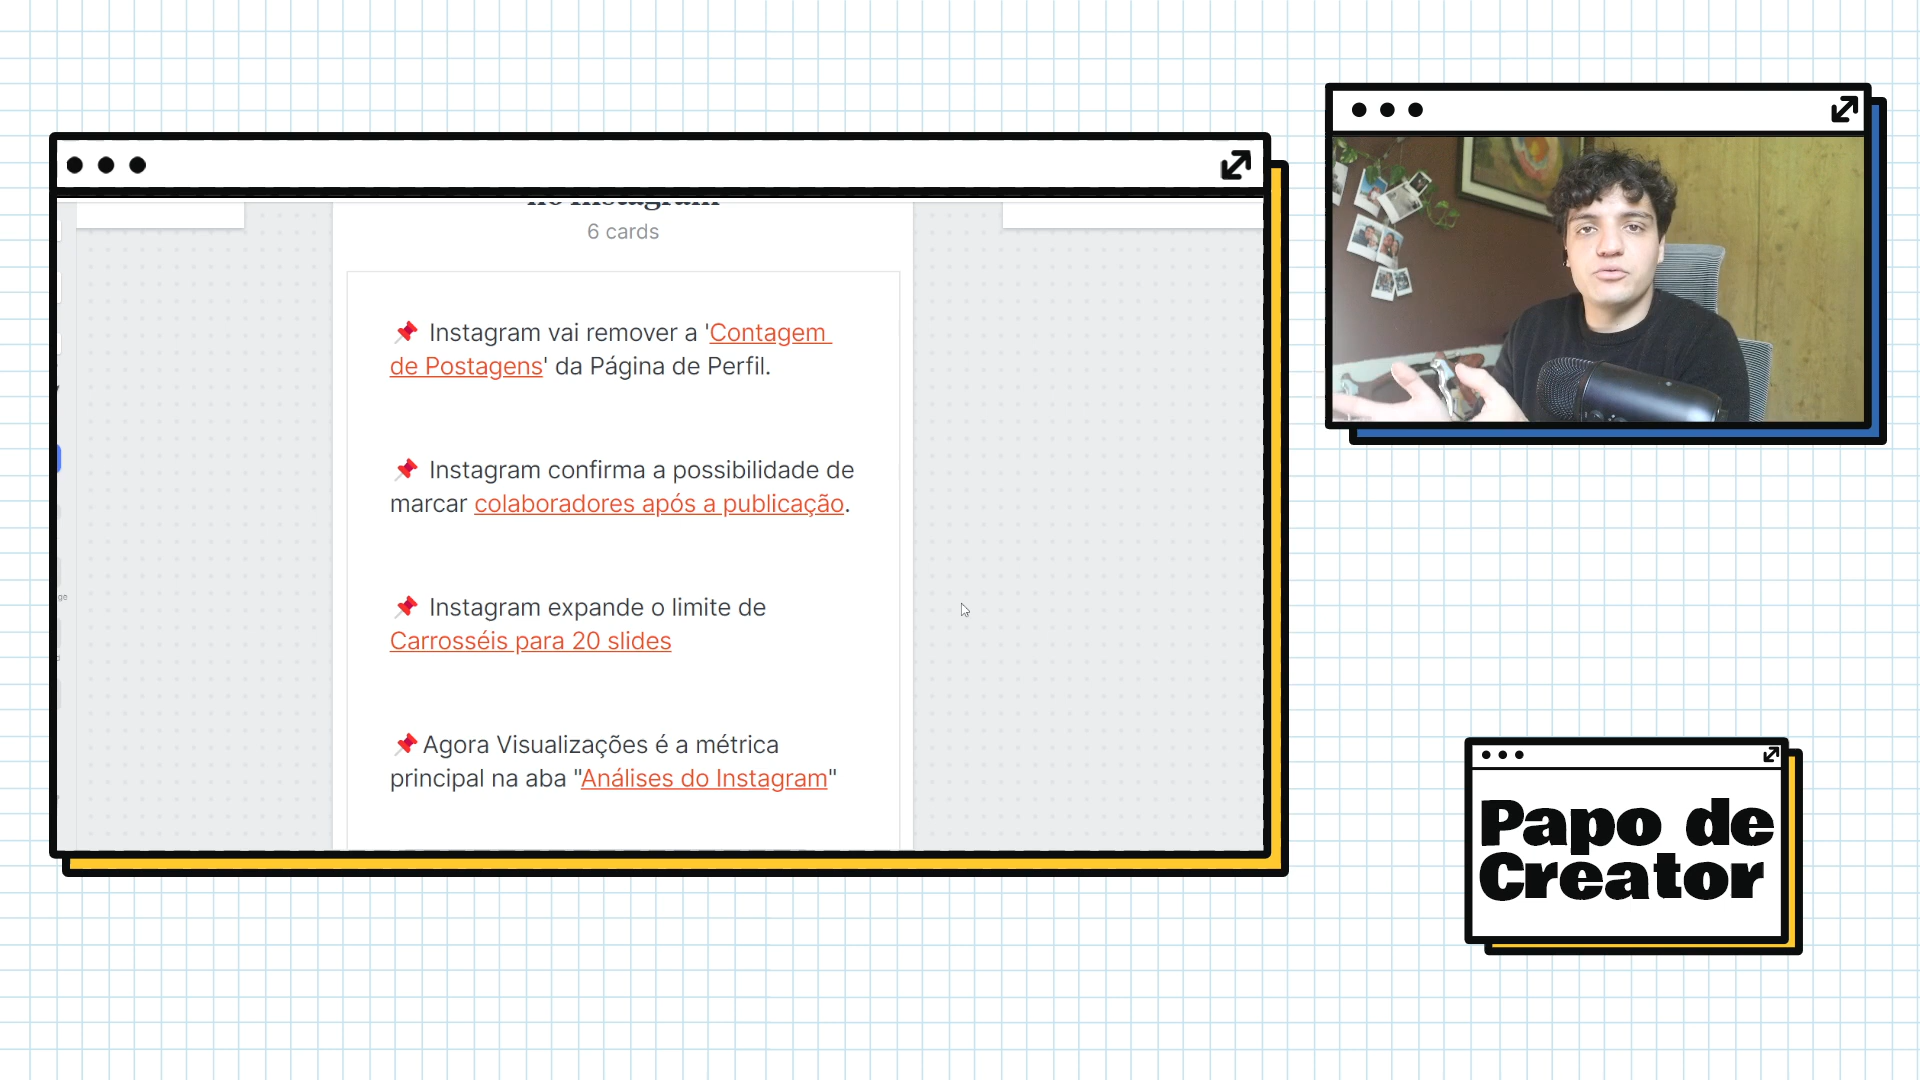 no Instagram
6 cards
📌 Instagram vai remover a 'Contagem
de Postagens' da Página de Perfil.
📌 Instagram confirma a possibilidade de
marcar colaboradores após a publicação.
📌 Instagram expande o limite de
Carrosséis para 20 slides
📌Agora Visualizações é a métrica
principal na aba "Análises do Instagram"
Papo de
Creator